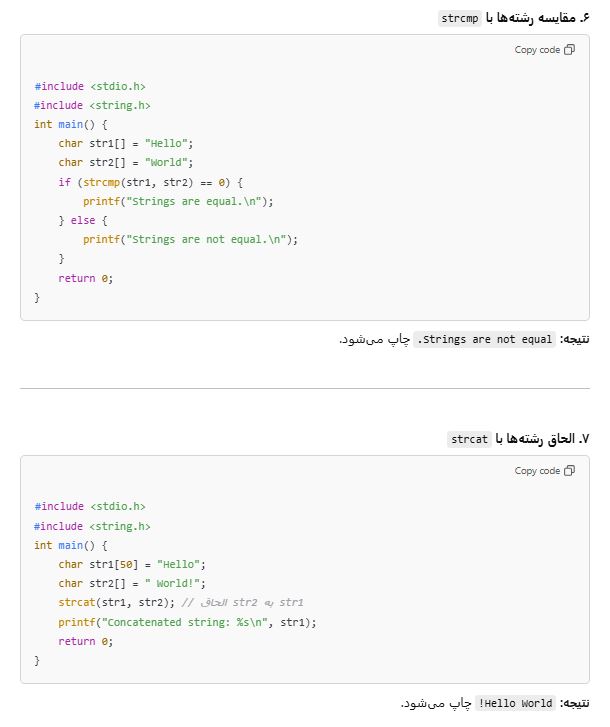 ۶. مقایسه رشته‌ها با strcmp
Copy code
#include <stdio.h>
#include <string.h>
int main() {
    char str1[] = "Hello";
    char str2[] = "World";
    if (strcmp(str1, str2) == 0) {
        printf("Strings are equal.\n");
    } else {
        printf("Strings are not equal.\n");
    }
    return 0;
}
نتیجه: Strings are not equal. چاپ می‌شود.
۷. الحاق رشته‌ها با strcat
Copy code
#include <stdio.h>
#include <string.h>
int main() {
    char str1[50] = "Hello";
    char str2[] = " World!";
    strcat(str1, str2); // الحاق str2 به str1
    printf("Concatenated string: %s\n", str1);
    return 0;
}
نتیجه: Hello World! چاپ می‌شود.